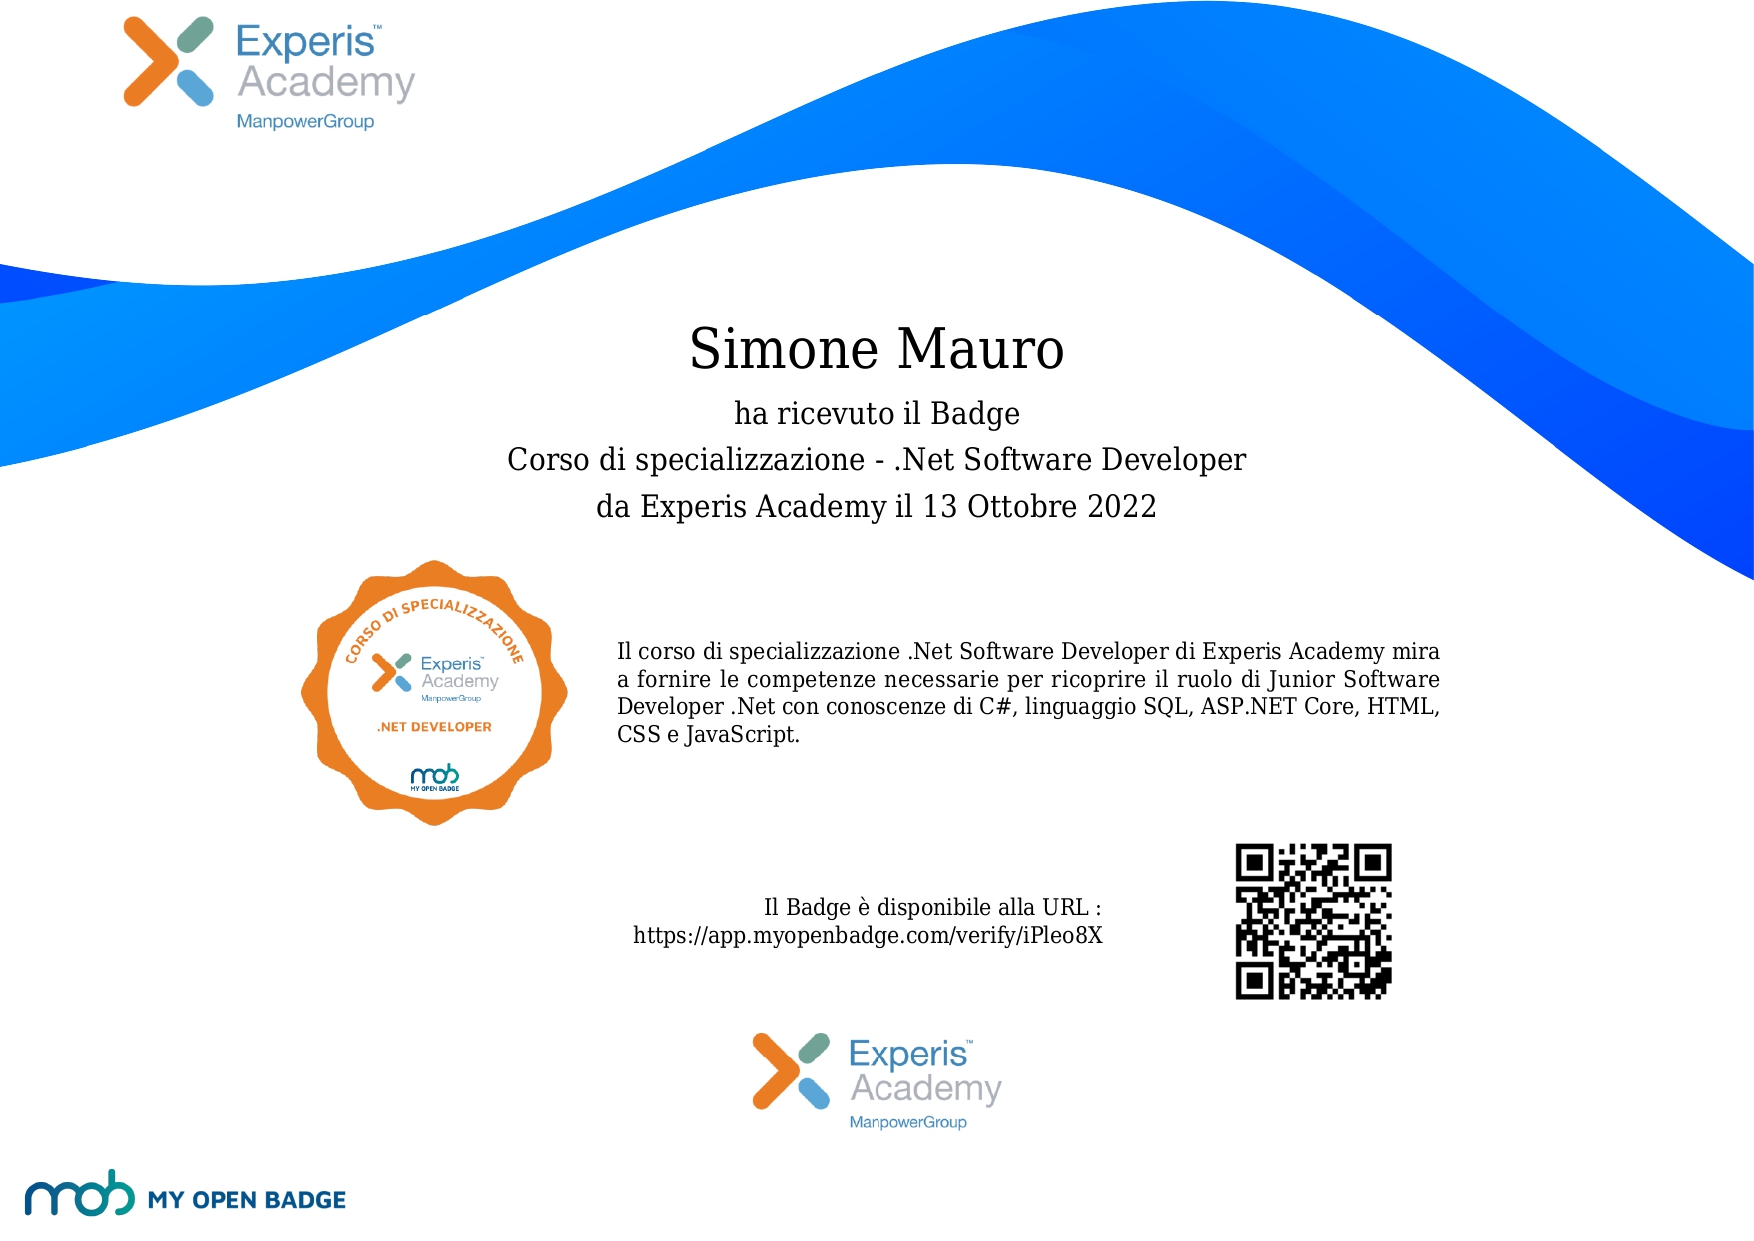 Experis™
Academy
ManpowerGroup
Simone Mauro
ha ricevuto il Badge
Corso di specializzazione - .Net Software Developer
da Experis Academy il 13 Ottobre 2022
CORSO DI SPECIALIZZAZIONE
Experis™
Academy
ManpowerGroup
.NET DEVELOPER
mob
MY OPEN BADGE
Il corso di specializzazione .Net Software Developer di Experis Academy mira
a fornire le competenze necessarie per ricoprire il ruolo di Junior Software
Developer .Net con conoscenze di C#, linguaggio SQL, ASP.NET Core, HTML,
CSS e JavaScript.
Il Badge è disponibile alla URL :
https://app.myopenbadge.com/verify/iPleo8X
Experis™
Academy
ManpowerGroup
mob MY OPEN BADGE